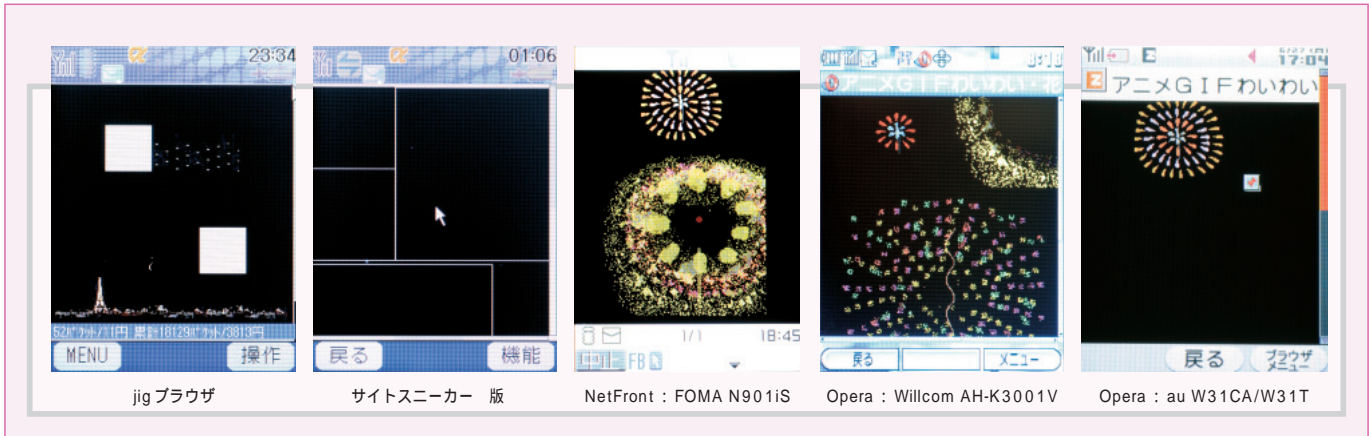 23:34
52パケット/11円 累計18129パケット/3813円
MENU 操作
jigブラウザ
01:06
戻る 機能
サイトスニーカー 版
1/1 18:45
FB
NetFront : FOMA N901iS
アニメGIFわいわい・花
戻る メニュー
Opera : Willcom AH-K3001V
6/27(月)
17:04
アニメGIFわいわい
戻る ブラウザ
メニュー
Opera : au W31CA/W31T